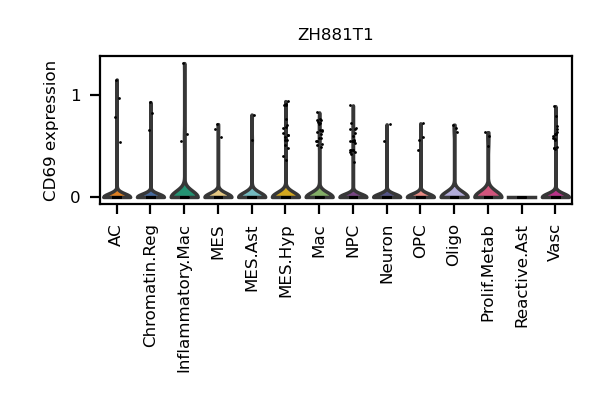 ZH881T1
CD69 expression
1
0
AC
Chromatin.Reg
Inflammatory.Mac
MES
MES.Ast
MES.Hyp
Mac
NPC
Neuron
OPC
Oligo
Prolif.Metab
Reactive.Ast
Vasc